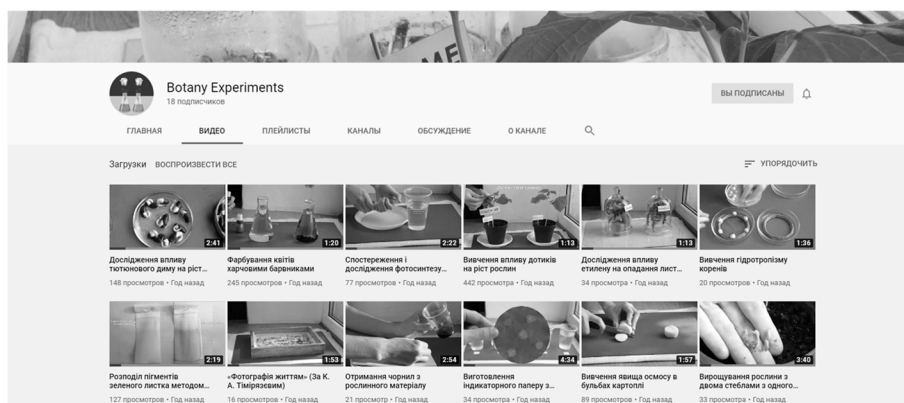 ME
Botany Experiments
18 подписчиков
ВЫ ПОДПИСАНЫ
ГЛАВНАЯ ВИДЕО ПЛЕЙЛИСТЫ КАНАЛЫ ОБСУЖДЕНИЕ О КАНАЛЕ
Загрузки ВОСПРОИЗВЕСТИ ВСЕ УПОРЯДОЧИТЬ
2:41 1:20 2:22 1:13 1:13 1:36
Дослідження впливу
тютюнового диму на ріст…
148 просмотров • Год назад
Фарбування квітів
харчовими барвниками
245 просмотров • Год назад
Спостереження і
дослідження фотосинтезу…
77 просмотров • Год назад
Вивчення впливу дотиків
на ріст рослин
442 просмотра • Год назад
Дослідження впливу
етилену на опадання лист…
34 просмотра • Год назад
Вивчення гідротропізму
коренів
20 просмотров • Год назад
2:19 1:53 2:54 4:34 1:57 3:40
Розподіл пігментів
зеленого листка методом…
127 просмотров • Год назад
«Фотографія життям» (За К.
А. Тімірязєвим)
16 просмотров • Год назад
Отримання чорнил з
рослинного матеріалу
21 просмотр • Год назад
Виготовлення
індикаторного паперу з…
34 просмотра • Год назад
Вивчення явища осмосу в
бульбах картоплі
89 просмотров • Год назад
Вирощування рослини з
двома стеблами з одного…
33 просмотра • Год назад